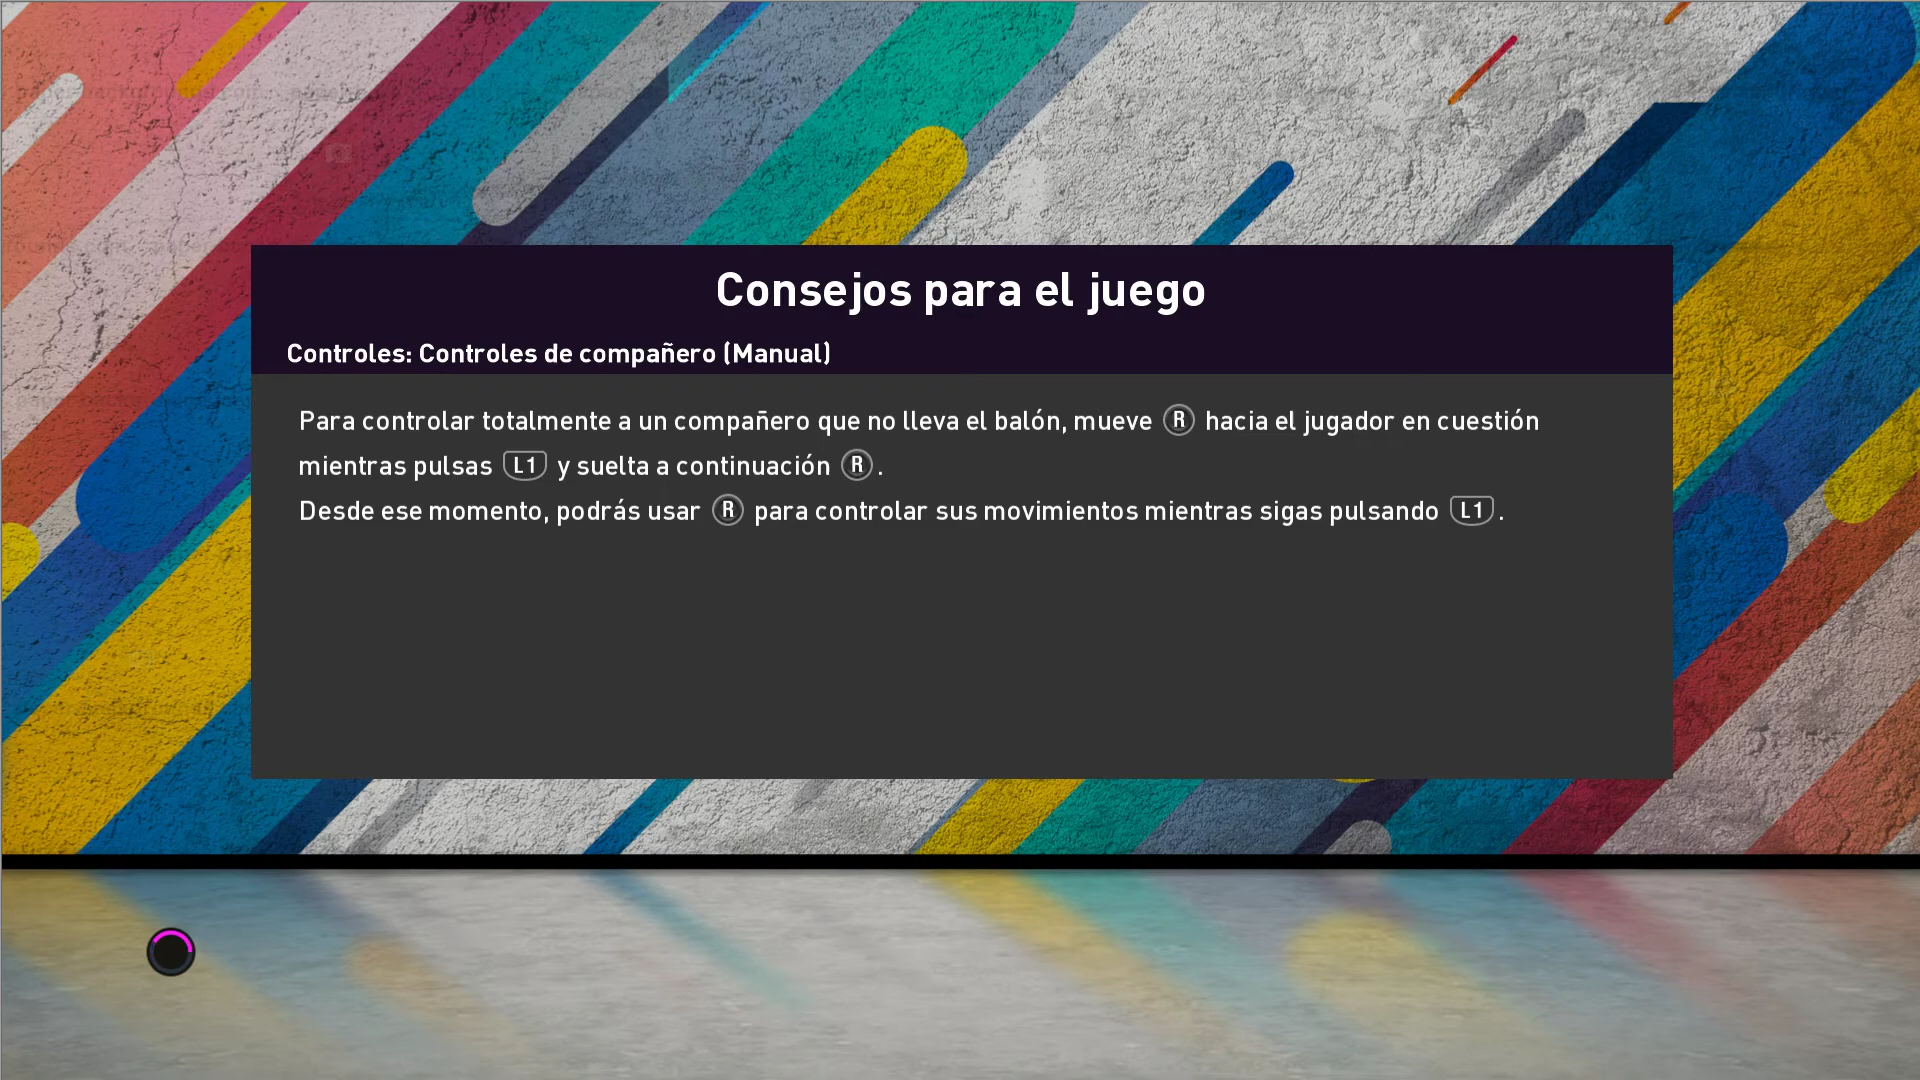 Consejos para el juego
Controles: Controles de compañero (Manual)
Para controlar totalmente a un compañero que no lleva el balón, mueve R hacia el jugador en cuestión
mientras pulsas L1 y suelta a continuación R.
Desde ese momento, podrás usar R para controlar sus movimientos mientras sigas pulsando L1.